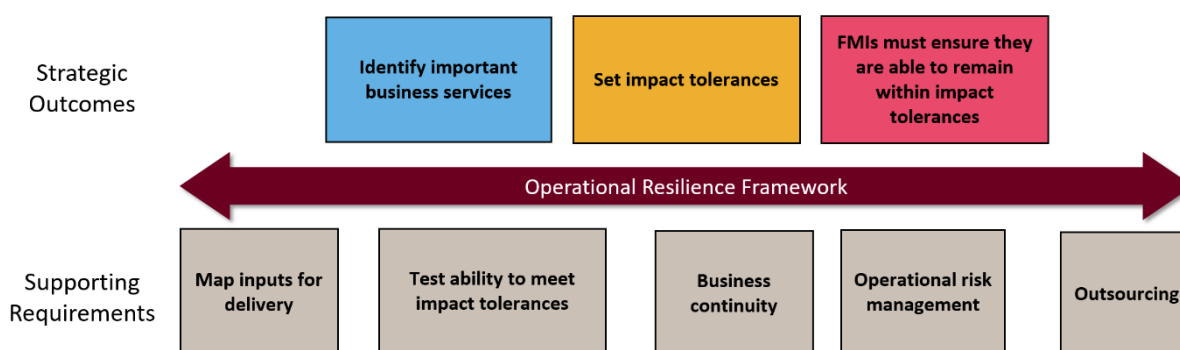 Strategic
Outcomes
Identify important
business services
Set impact tolerances
FMIs must ensure they
are able to remain
within impact
tolerances
Operational Resilience Framework
Supporting
Requirements
Map inputs for
delivery
Test ability to meet
impact tolerances
Business
continuity
Operational risk
management
Outsourcing